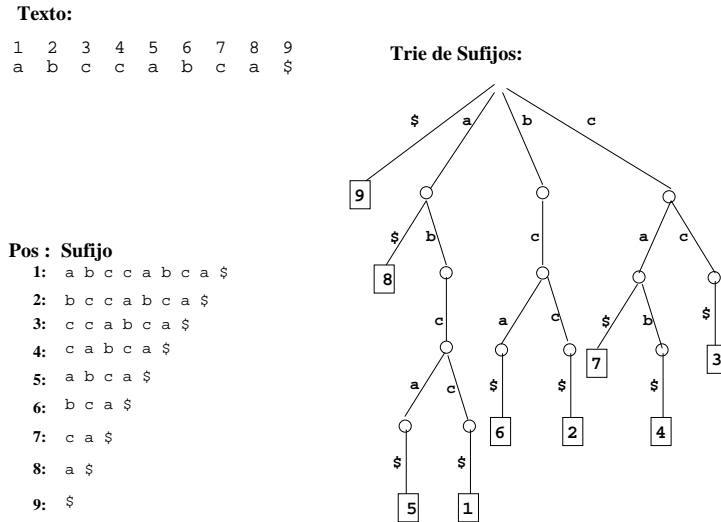 Texto:
1 2 3 4 5 6 7 8 9
a b c c a b c a $
Trie de Sufijos:
$ a b c
9
$ b c a c
8
c a c $ b $
7 3
a c $ $ $
6 2 4
$ $
5 1
Pos : Sufijo
1: a b c c a b c a $
2: b c c a b c a $
3: c c a b c a $
4: c a b c a $
5: a b c a $
6: b c a $
7: c a $
8: a $
9: $